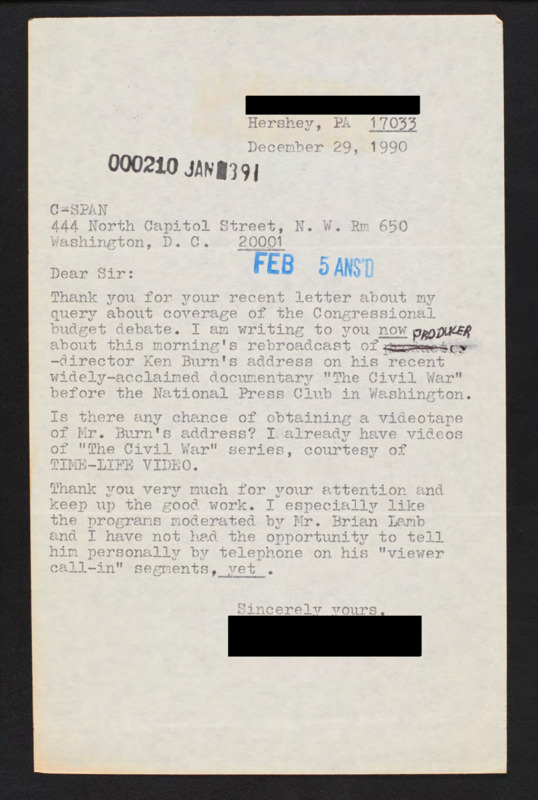 Hershey, PA 17033
December 29, 1990
000210 JAN 391
C-SPAN
444 North Capitol Street, N. W. Rm 650
Washington, D. C. 20001
FEB 5 ANS'D
Dear Sir:
Thank you for your recent letter about my
query about coverage of the Congressional
budget debate. I am writing to you now PRODUCER
about this morning's rebroadcast of
-director Ken Burn's address on his recent
widely-acclaimed documentary "The Civil War"
before the National Press Club in Washington.
Is there any chance of obtaining a videotape
of Mr. Burn's address? I already have videos
of "The Civil War" series, courtesy of
TIME-LIFE VIDEO.
Thank you very much for your attention and
keep up the good work. I especially like
the programs moderated by Mr. Brian Lamb
and I have not had the opportunity to tell
him personally by telephone on his "viewer
call-in" segments, yet .
Sincerely yours,